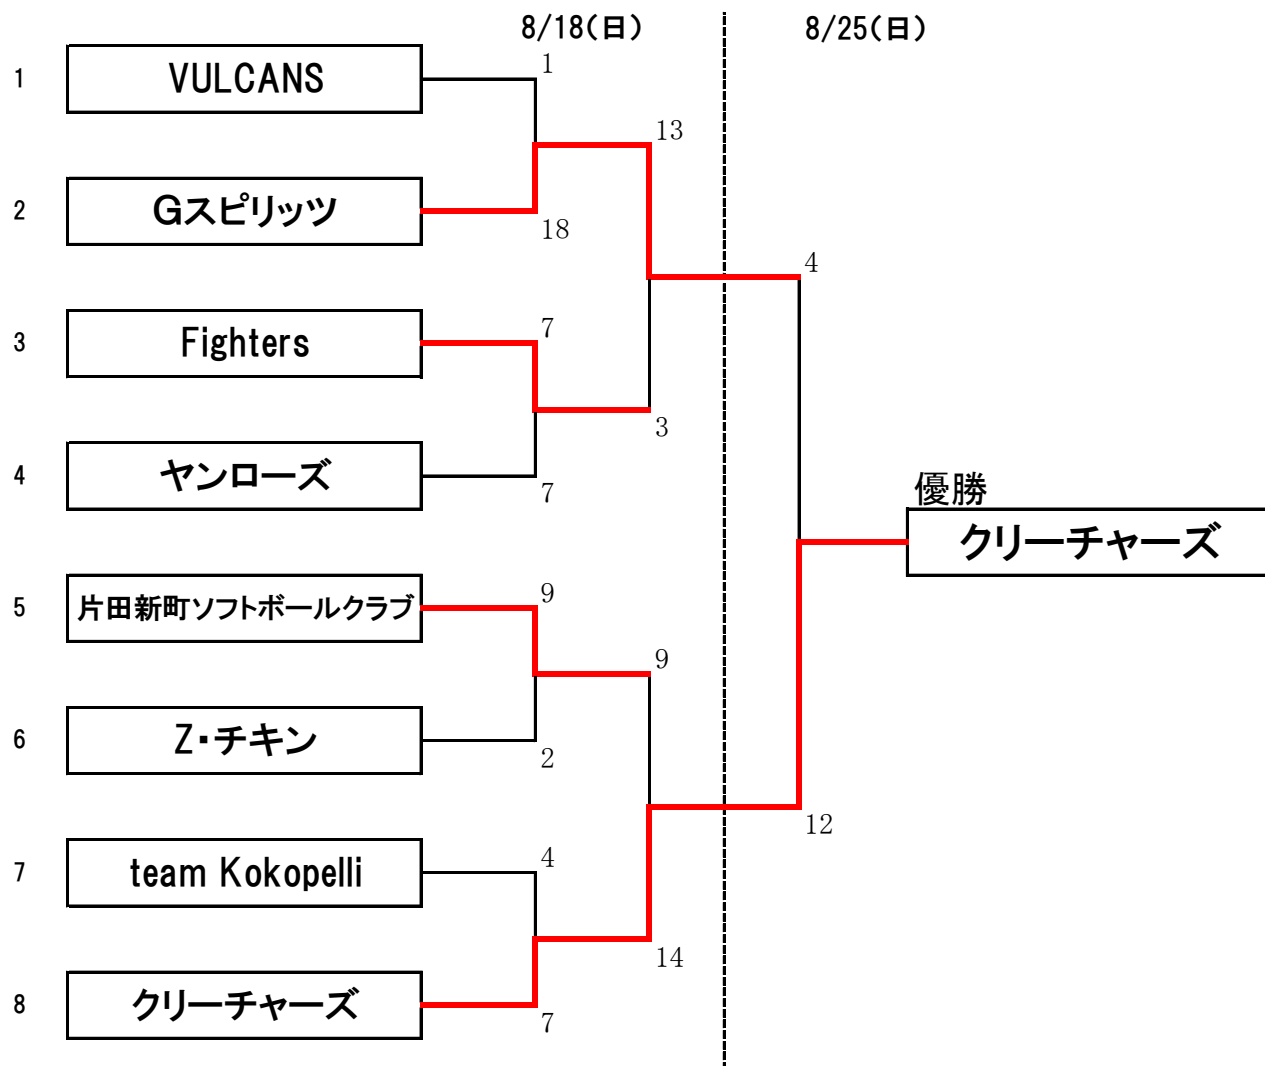 8/18(日)
8/25(日)
1
VULCANS
1
13
2
Gスピリッツ
18
4
3
Fighters
7
3
4
ヤンローズ
7
優勝
クリーチャーズ
5
片田新町ソフトボールクラブ
9
9
6
Z・チキン
2
12
7
team Kokopelli
4
14
8
クリーチャーズ
7